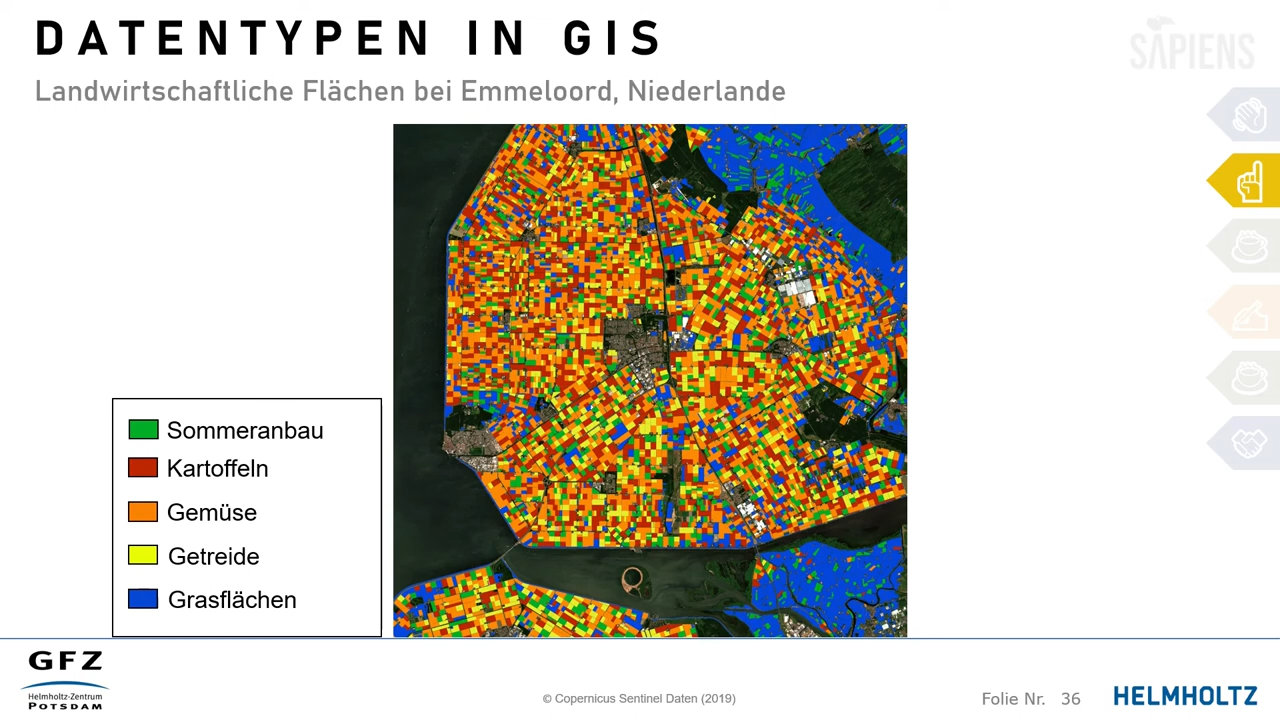 DATENTYPEN IN GIS
SAPIENS
Landwirtschaftliche Flächen bei Emmeloord, Niederlande
Sommeranbau
Kartoffeln
Gemüse
Getreide
Grasflächen
GFZ
Helmholtz-Zentrum
POTSDAM
© Copernicus Sentinel Daten (2019)
Folie Nr. 36
HELMHOLTZ